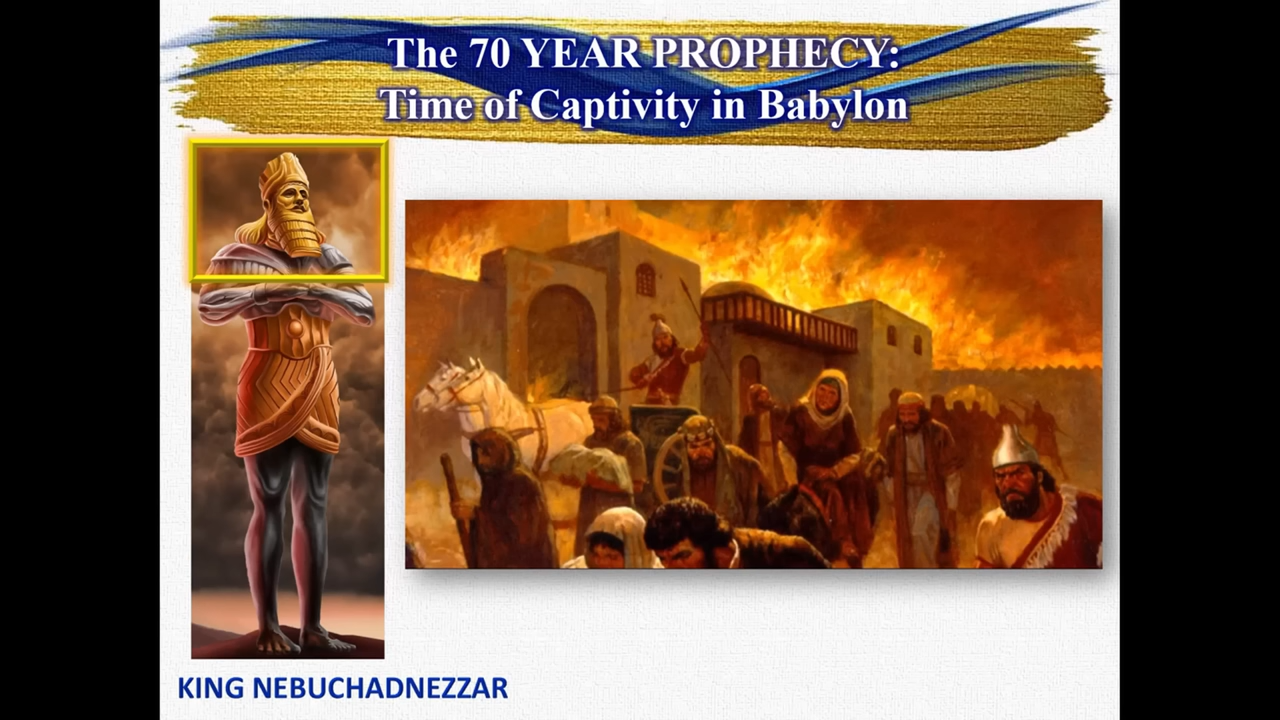 The 70 YEAR PROPHECY:
Time of Captivity in Babylon
KING NEBUCHADNEZZAR